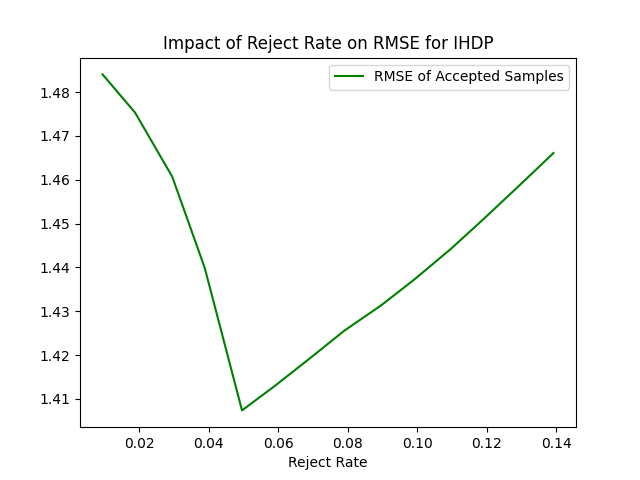 Impact of Reject Rate on RMSE for IHDP
RMSE of Accepted Samples
1.48
1.47
1.46
1.45
1.44
1.43
1.42
1.41
0.02 0.04 0.06 0.08 0.10 0.12 0.14
Reject Rate